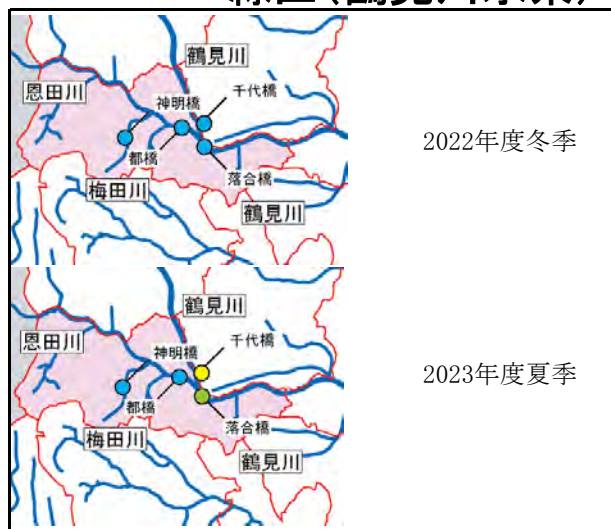 鶴見川
恩田川
千代橋
神明橋
都橋
落合橋
梅田川
鶴見川
2022年度冬季
鶴見川
恩田川
千代橋
神明橋
都橋
落合橋
梅田川
鶴見川
2023年度夏季